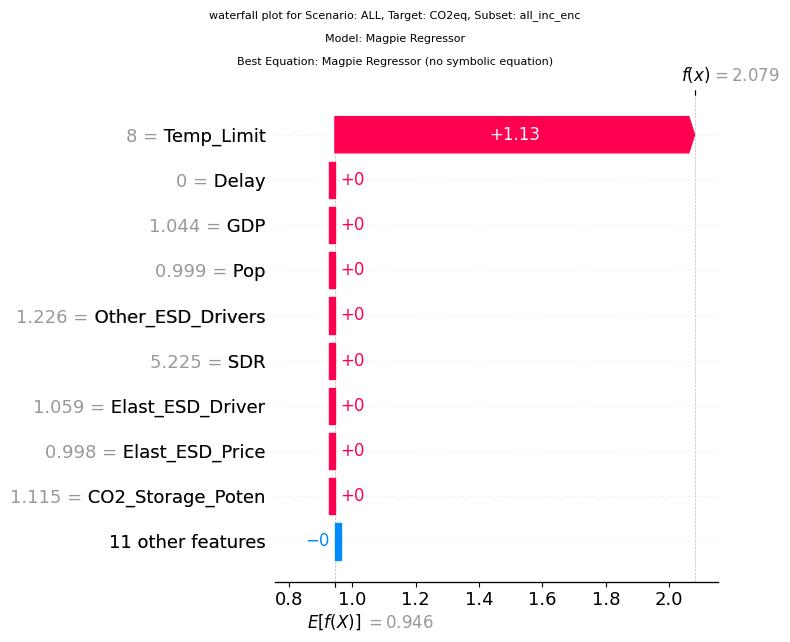 waterfall plot for Scenario: ALL, Target: CO2eq, Subset: all_inc_enc
Model: Magpie Regressor
Best Equation: Magpie Regressor (no symbolic equation)
f(x) = 2.079
8 = Temp_Limit +1.13
0 = Delay +0
1.044 = GDP +0
0.999 = Pop +0
1.226 = Other_ESD_Drivers +0
5.225 = SDR +0
1.059 = Elast_ESD_Driver +0
0.998 = Elast_ESD_Price +0
1.115 = CO2_Storage_Poten +0
11 other features −0
0.8 1.0 1.2 1.4 1.6 1.8 2.0
E[f(X)] = 0.946